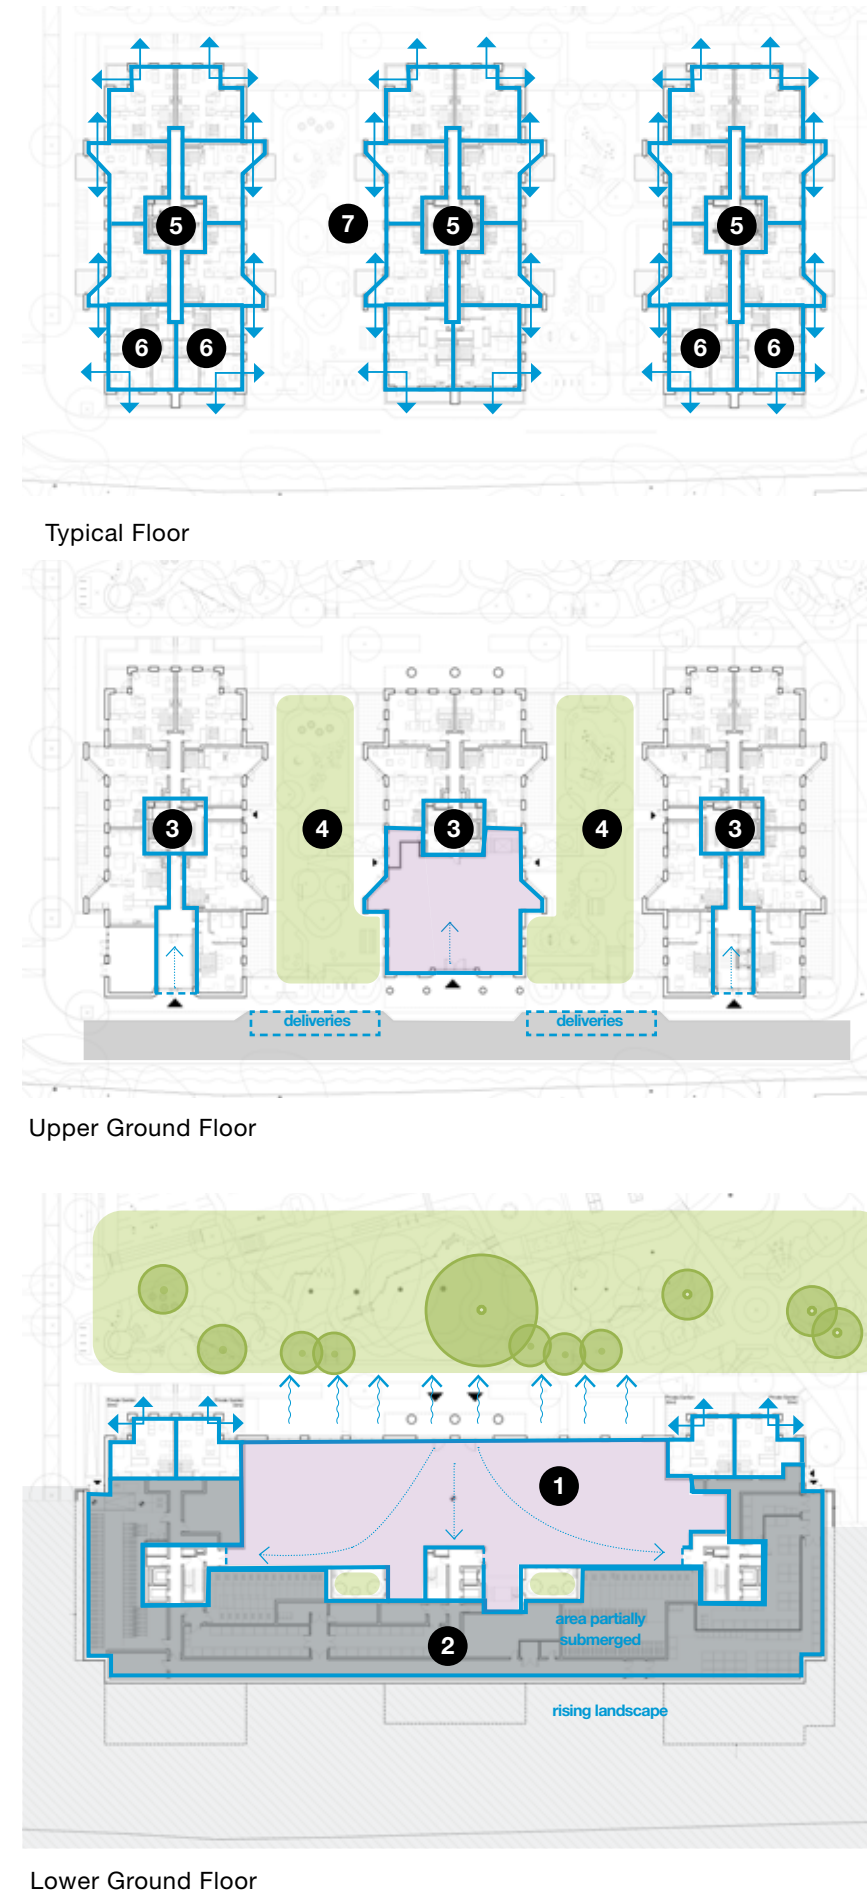 5
7
5
5
6
6
6
6
Typical Floor
3
4
3
4
3
deliveries
deliveries
Upper Ground Floor
1
area partially
submerged
2
rising landscape
Lower Ground Floor